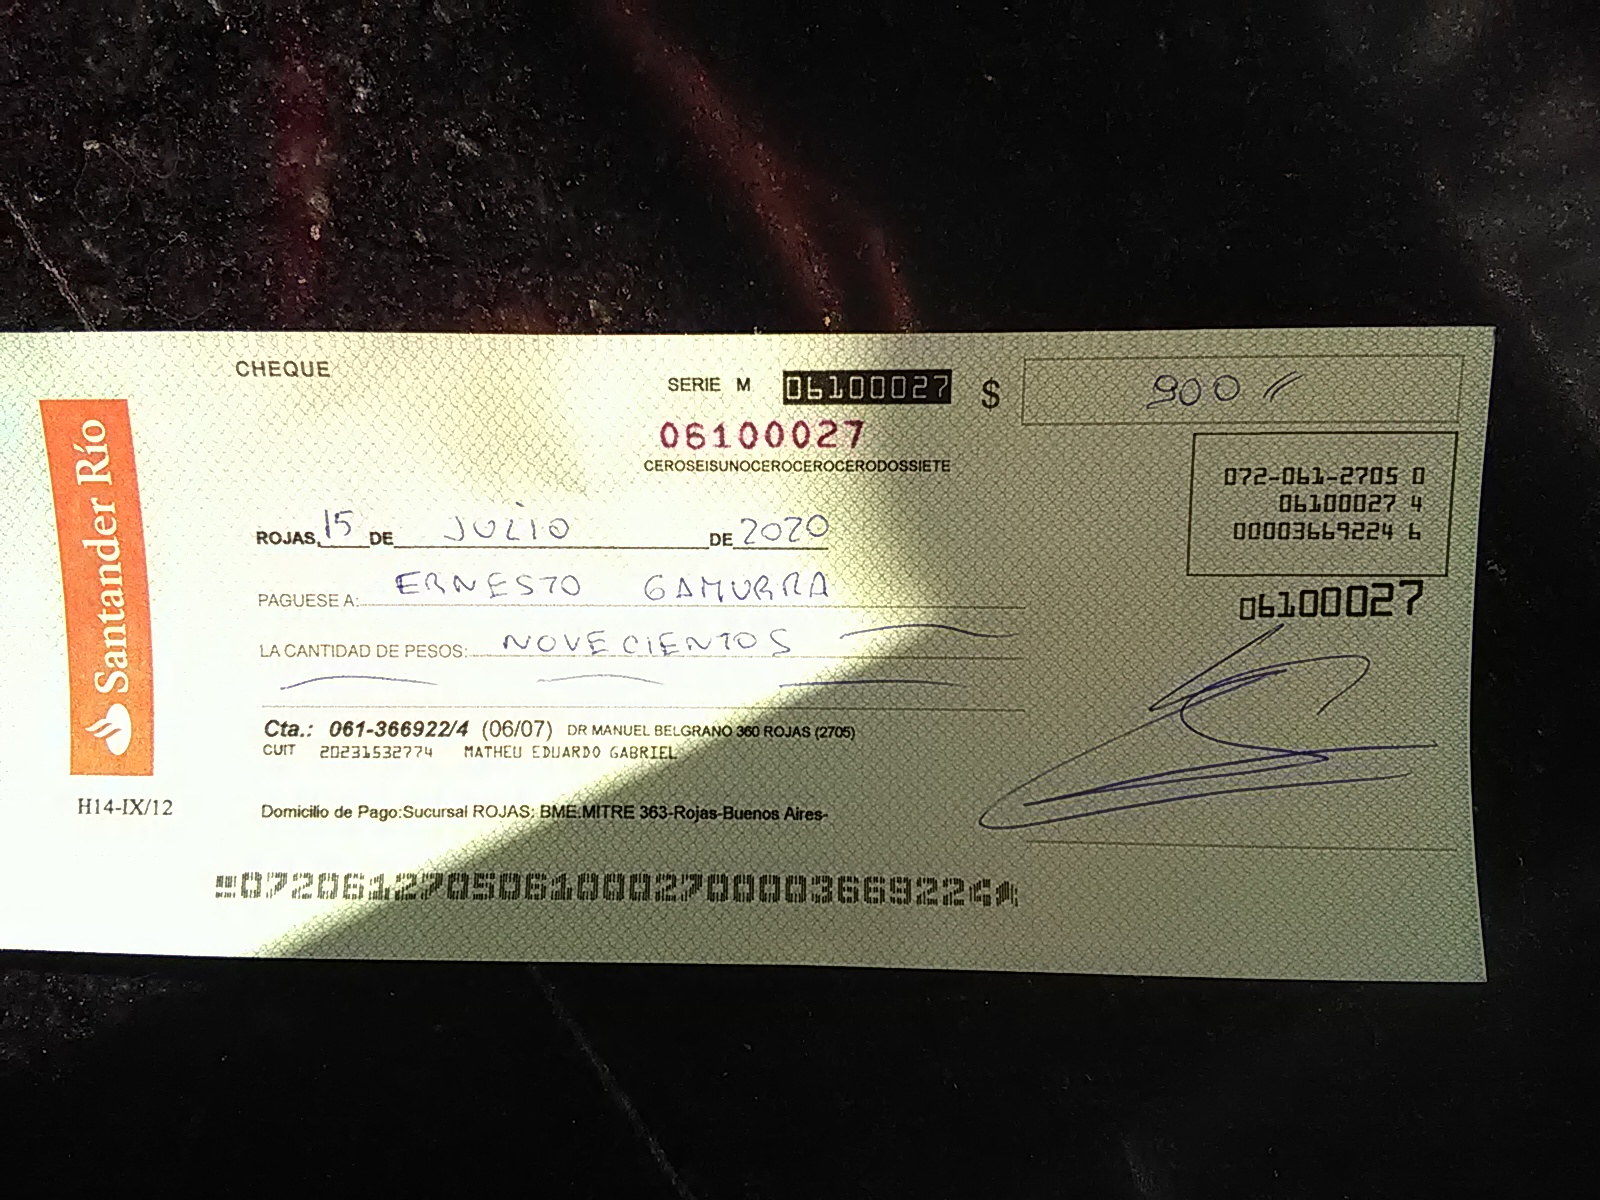 CHEQUE
SERIE M 06100027 $ 900 //
06100027
CEROSEISUNOCEROCEROCERODOSSIETE
072-061-2705 0
06100027 4
00003669224 6
06100027
Santander Río
ROJAS, 15 DE JULIO DE 2020
PAGUESE A: ERNESTO GAMURRA
LA CANTIDAD DE PESOS: NOVECIENTOS
Cta.: 061-366922/4 (06/07) DR MANUEL BELGRANO 360 ROJAS (2705)
CUIT 20231532774 MATHEU EDUARDO GABRIEL
H14-IX/12
Domicilio de Pago:Sucursal ROJAS: BME.MITRE 363-Rojas-Buenos Aires-
07206127050610002700003669224